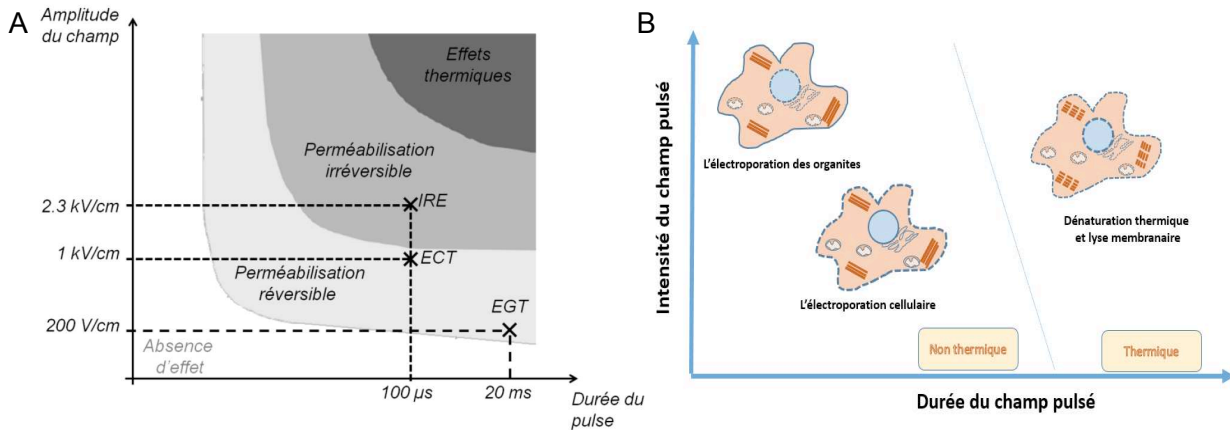 A
Amplitude
du champ
Effets
thermiques
Perméabilisation
irréversible
2.3 kV/cm
IRE
1 kV/cm
ECT
Perméabilisation
réversible
EGT
200 V/cm
Absence
d'effet
100 µs
20 ms
Durée du
pulse
B
Intensité du champ pulsé
L'électroporation des organites
Dénaturation thermique
et lyse membranaire
L'électroporation cellulaire
Non thermique
Thermique
Durée du champ pulsé